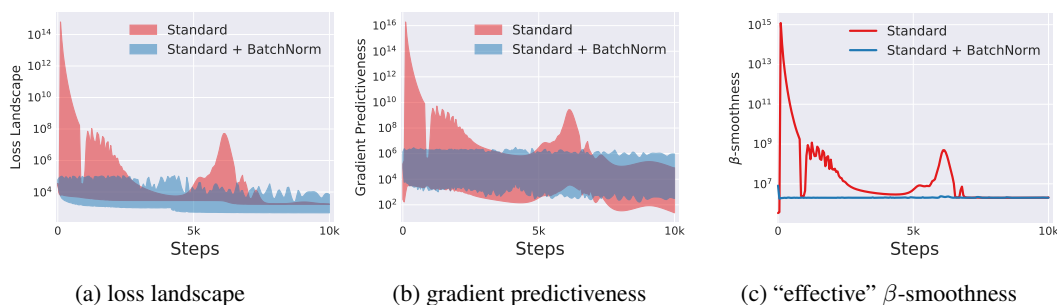 Loss Landscape
10^14
10^12
10^10
10^8
10^6
10^4
Standard
Standard + BatchNorm
0
5k
10k
Steps
(a) loss landscape
Gradient Predictiveness
10^16
10^14
10^12
10^10
10^8
10^6
10^4
10^2
Standard
Standard + BatchNorm
0
5k
10k
Steps
(b) gradient predictiveness
β-smoothness
10^15
10^13
10^11
10^9
10^7
Standard
Standard + BatchNorm
0
5k
10k
Steps
(c) “effective” β-smoothness